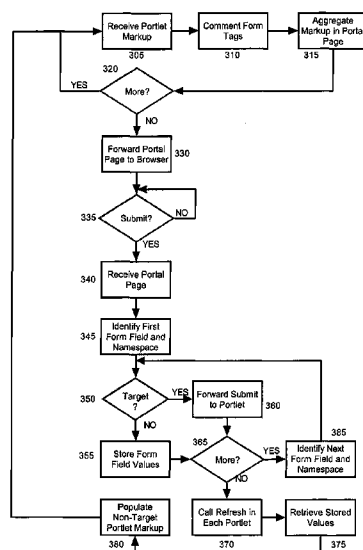 Receive Portlet
Markup
305
Comment Form
Tags
310
Aggregate
Markup in Portal
Page
315
320
YES
More?
NO
Forward Portal
Page to Browser
330
335
Submit?
NO
YES
340
Receive Portal
Page
345
Identify First
Form Field and
Namespace
350
Target
?
YES
Forward Submit
to Portlet
360
NO
355
Store Form
Field Values
365
More?
YES
385
Identify Next
Form Field and
Namespace
NO
Populate
Non-Target
Portlet Markup
380
Call Refresh in
Each Portlet
370
Retrieve Stored
Values
375